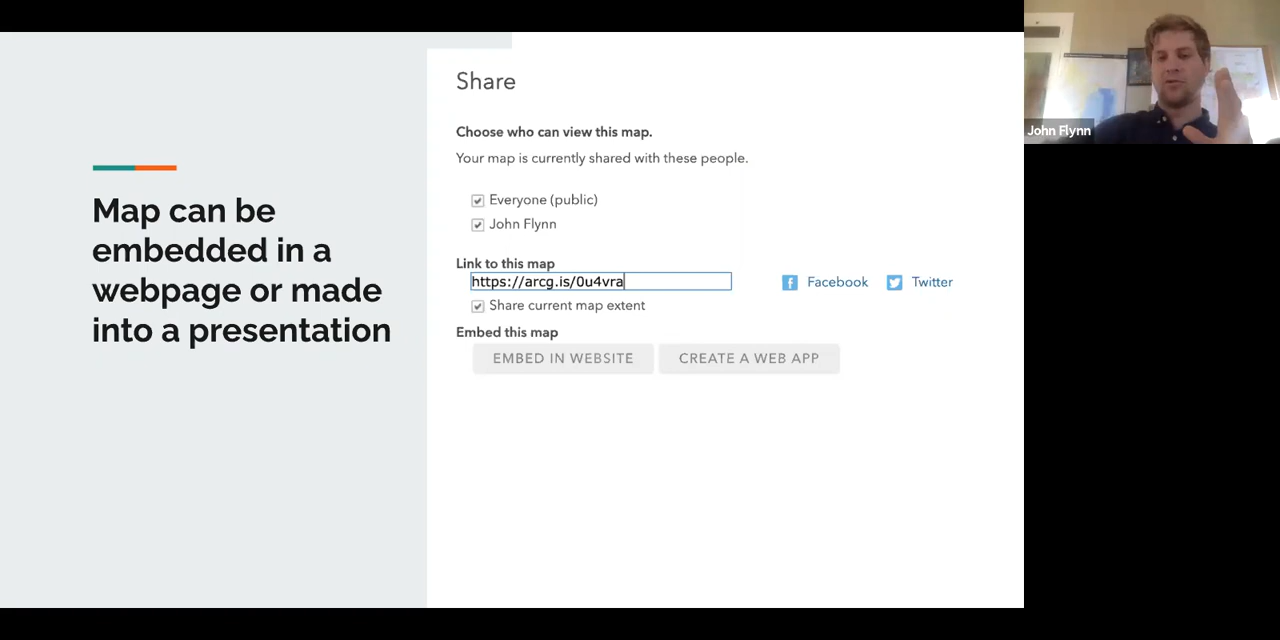 Map can be
embedded in a
webpage or made
into a presentation
Share
Choose who can view this map.
Your map is currently shared with these people.
Everyone (public)
John Flynn
Link to this map
https://arcg.is/0u4vra
Facebook
Twitter
Share current map extent
Embed this map
EMBED IN WEBSITE
CREATE A WEB APP
John Flynn